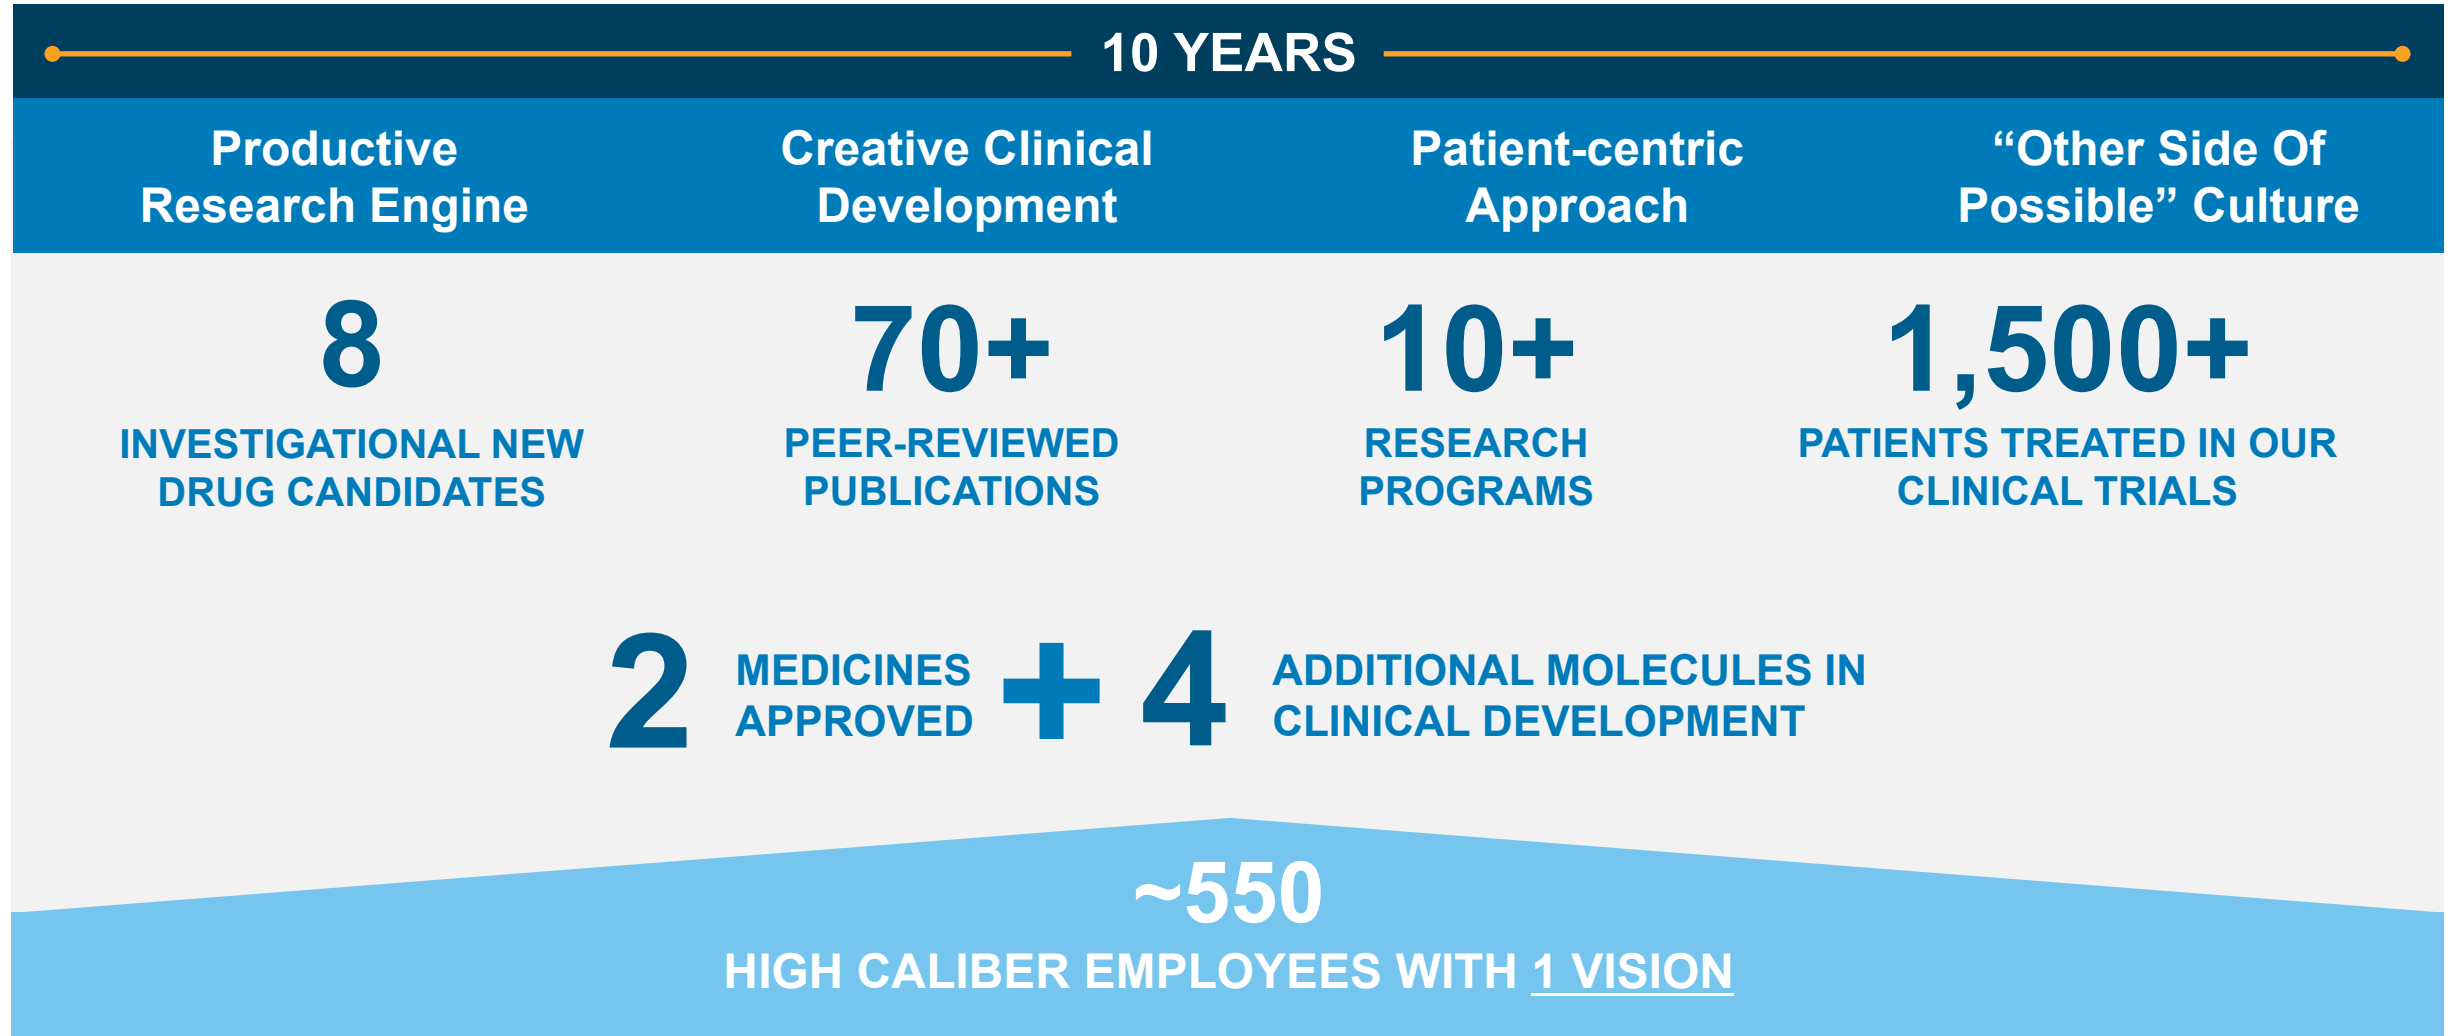 10 YEARS
Productive
Research Engine
Creative Clinical
Development
Patient-centric
Approach
“Other Side Of
Possible” Culture
8
INVESTIGATIONAL NEW
DRUG CANDIDATES
70+
PEER-REVIEWED
PUBLICATIONS
10+
RESEARCH
PROGRAMS
1,500+
PATIENTS TREATED IN OUR
CLINICAL TRIALS
2
MEDICINES
APPROVED
+
4
ADDITIONAL MOLECULES IN
CLINICAL DEVELOPMENT
~550
HIGH CALIBER EMPLOYEES WITH 1 VISION